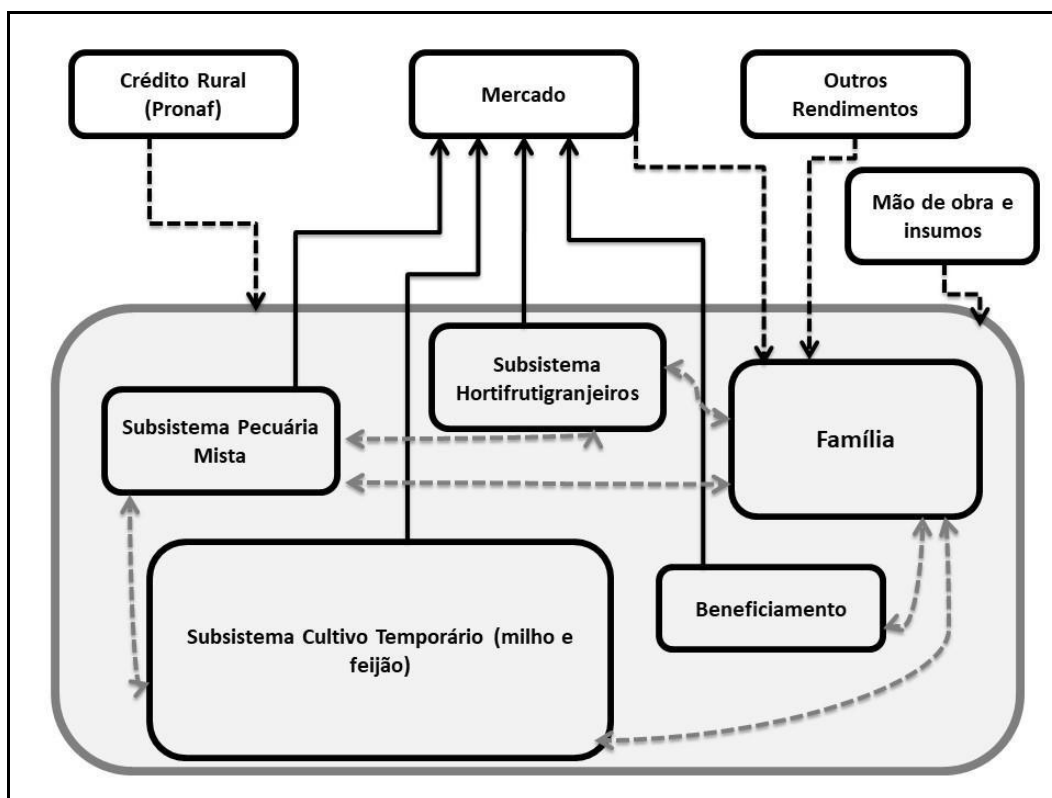 Crédito Rural
(Pronaf)
Mercado
Outros
Rendimentos
Mão de obra e
insumos
Subsistema
Hortifrutigranjeiros
Subsistema Pecuária
Mista
Família
Subsistema Cultivo Temporário (milho e
feijão)
Beneficiamento